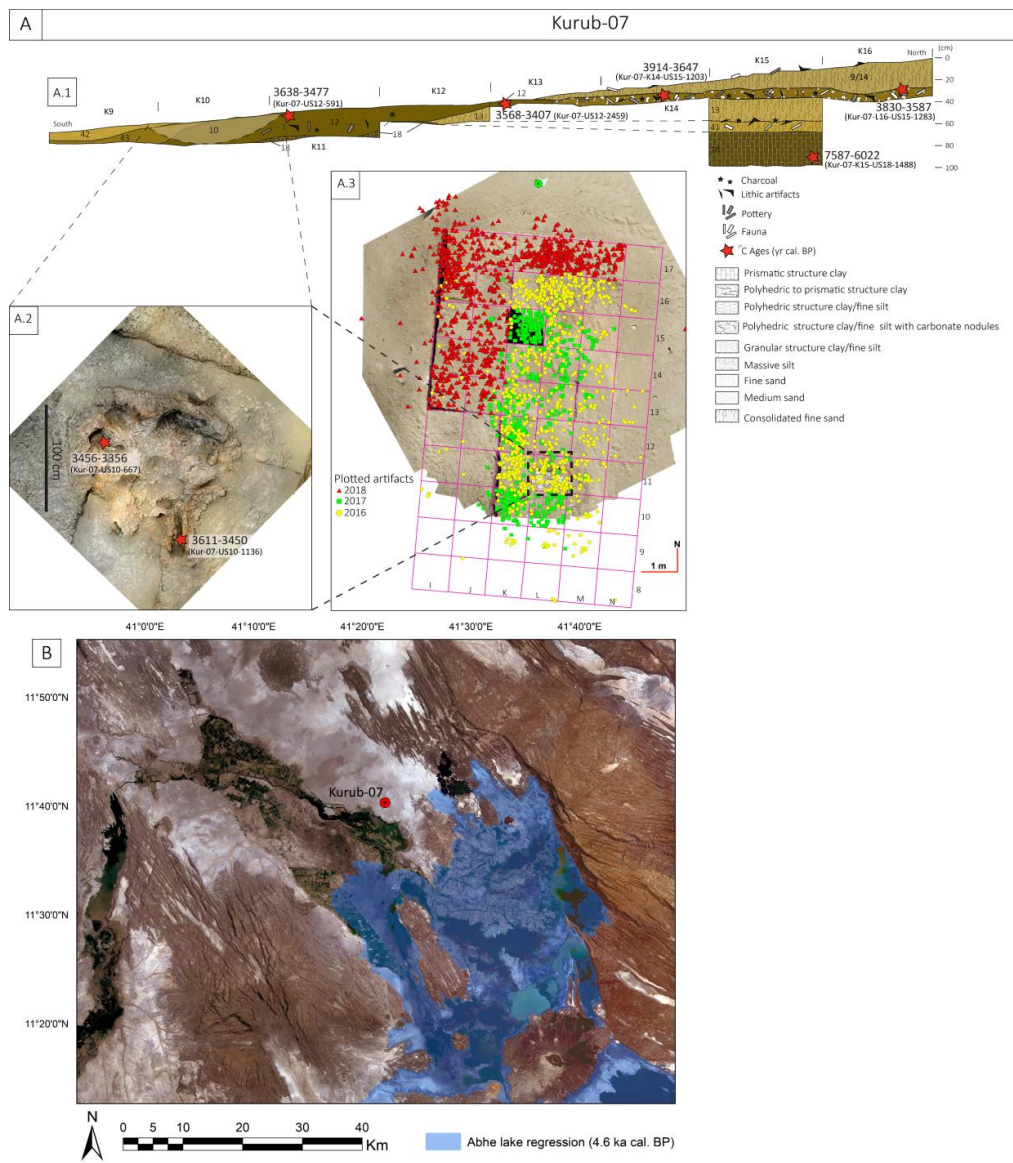 A
Kurub-07
A.1
K9
K10
K11
K12
K13
K14
K15
K16
North
(cm)
0
20
40
60
80
100
South
3638-3477
(Kur-07-US12-591)
3914-3647
(Kur-07-K14-US15-1203)
3568-3407 (Kur-07-US12-2459)
3830-3587
(Kur-07-L16-US15-1283)
7587-6022
(Kur-07-K15-US18-1488)
42
43
10
18
12
18
12
13
13
41
18
9/14
Charcoal
Lithic artifacts
Pottery
Fauna
14C Ages (yr cal. BP)
Prismatic structure clay
Polyhedric to prismatic structure clay
Polyhedric structure clay/fine silt
Polyhedric structure clay/fine silt with carbonate nodules
Granular structure clay/fine silt
Massive silt
Fine sand
Medium sand
Consolidated fine sand
A.2
100 cm
3456-3356
(Kur-07-US10-667)
3611-3450
(Kur-07-US10-1136)
A.3
17
16
15
14
13
12
11
10
9
8
I
J
K
L
M
N
Plotted artifacts
2018
2017
2016
N
1 m
B
41°0'0"E
41°10'0"E
41°20'0"E
41°30'0"E
41°40'0"E
11°50'0"N
11°40'0"N
11°30'0"N
11°20'0"N
Kurub-07
N
0 5 10 20 30 40
Km
Abhe lake regression (4.6 ka cal. BP)